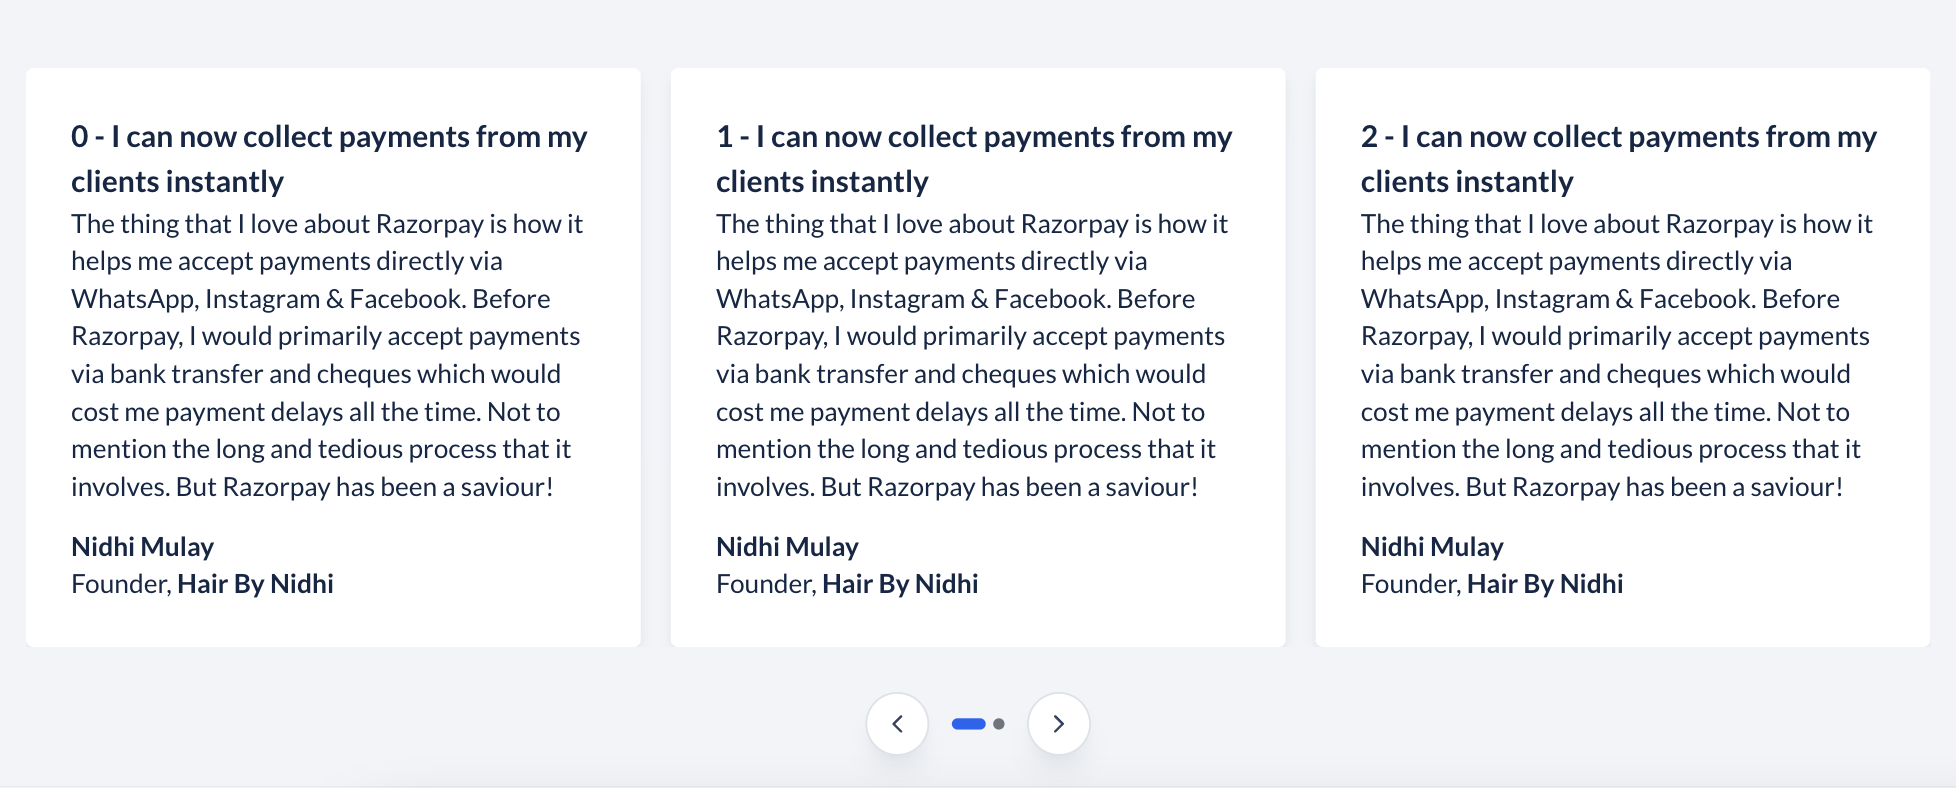 0 - I can now collect payments from my
clients instantly
The thing that I love about Razorpay is how it
helps me accept payments directly via
WhatsApp, Instagram & Facebook. Before
Razorpay, I would primarily accept payments
via bank transfer and cheques which would
cost me payment delays all the time. Not to
mention the long and tedious process that it
involves. But Razorpay has been a saviour!
Nidhi Mulay
Founder, Hair By Nidhi
1 - I can now collect payments from my
clients instantly
The thing that I love about Razorpay is how it
helps me accept payments directly via
WhatsApp, Instagram & Facebook. Before
Razorpay, I would primarily accept payments
via bank transfer and cheques which would
cost me payment delays all the time. Not to
mention the long and tedious process that it
involves. But Razorpay has been a saviour!
Nidhi Mulay
Founder, Hair By Nidhi
2 - I can now collect payments from my
clients instantly
The thing that I love about Razorpay is how it
helps me accept payments directly via
WhatsApp, Instagram & Facebook. Before
Razorpay, I would primarily accept payments
via bank transfer and cheques which would
cost me payment delays all the time. Not to
mention the long and tedious process that it
involves. But Razorpay has been a saviour!
Nidhi Mulay
Founder, Hair By Nidhi